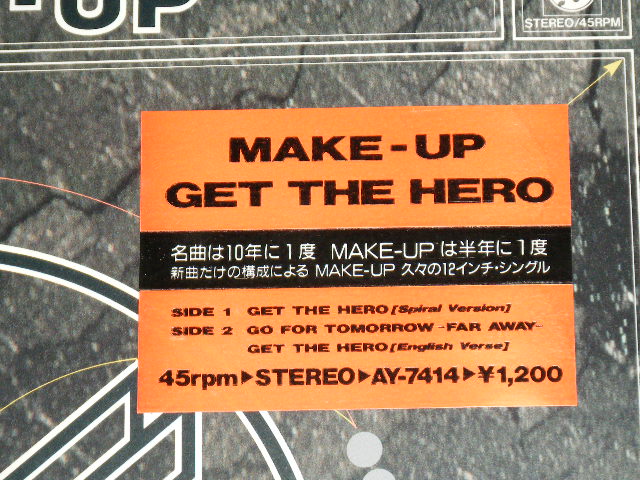 UP
STEREO/45RPM
MAKE-UP
GET THE HERO
名曲は10年に1度 MAKE-UPは半年に1度
新曲だけの構成による MAKE-UP 久々の12インチ・シングル
SIDE 1 GET THE HERO[Spiral Version]
SIDE 2 GO FOR TOMORROW -FAR AWAY-
GET THE HERO[English Verse]
45rpm▶STEREO▶AY-7414▶¥1,200